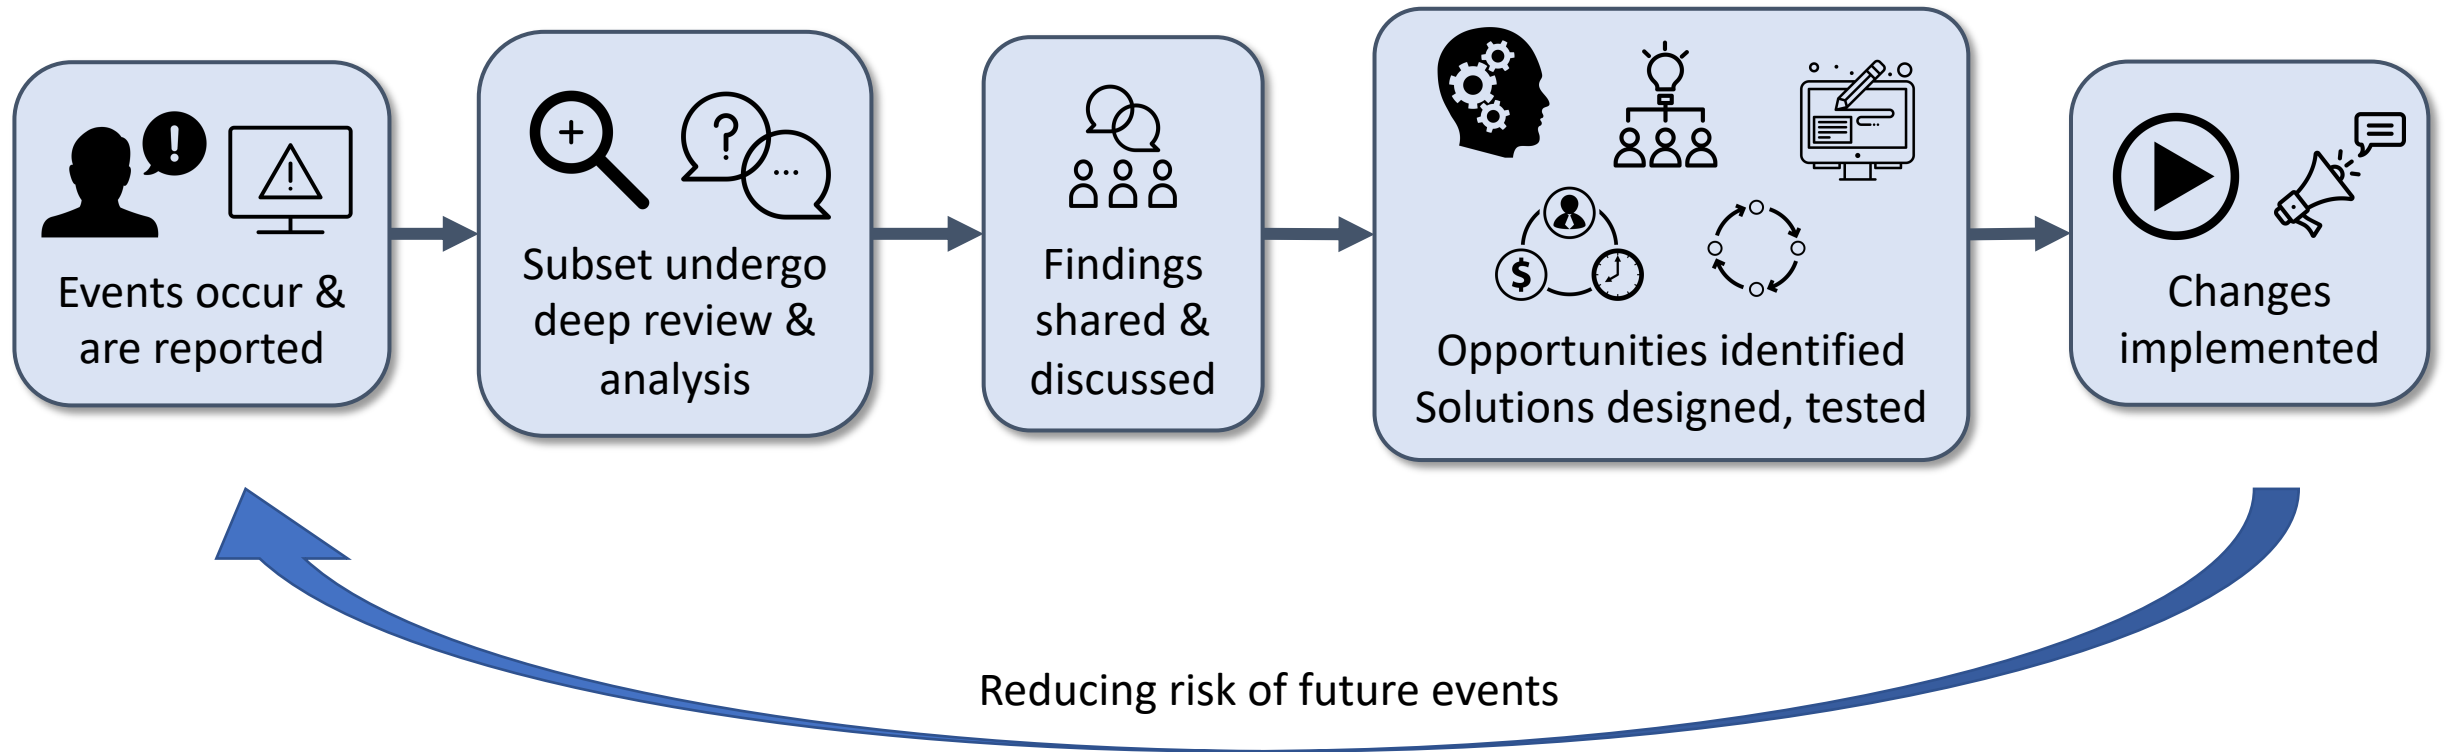 Events occur &
are reported
Subset undergo
deep review &
analysis
Findings
shared &
discussed
Opportunities identified
Solutions designed, tested
Changes
implemented
Reducing risk of future events